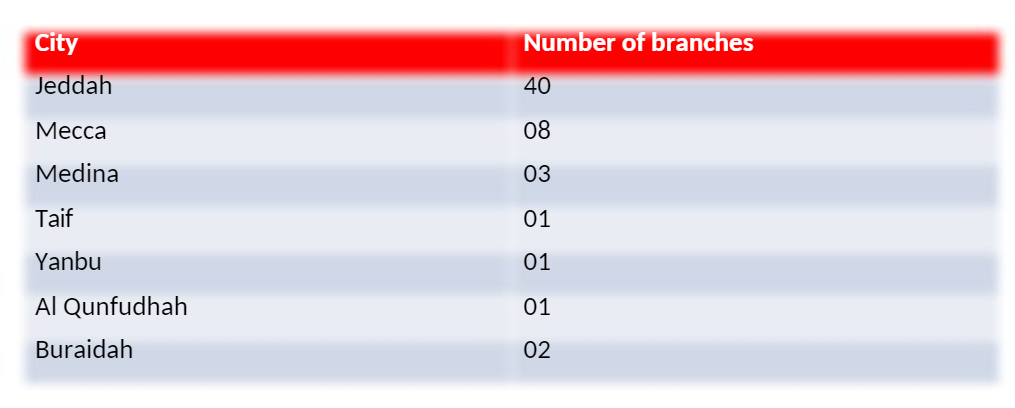 City Number of branches
Jeddah 40
Mecca 08
Medina 03
Taif 01
Yanbu 01
Al Qunfudhah 01
Buraidah 02